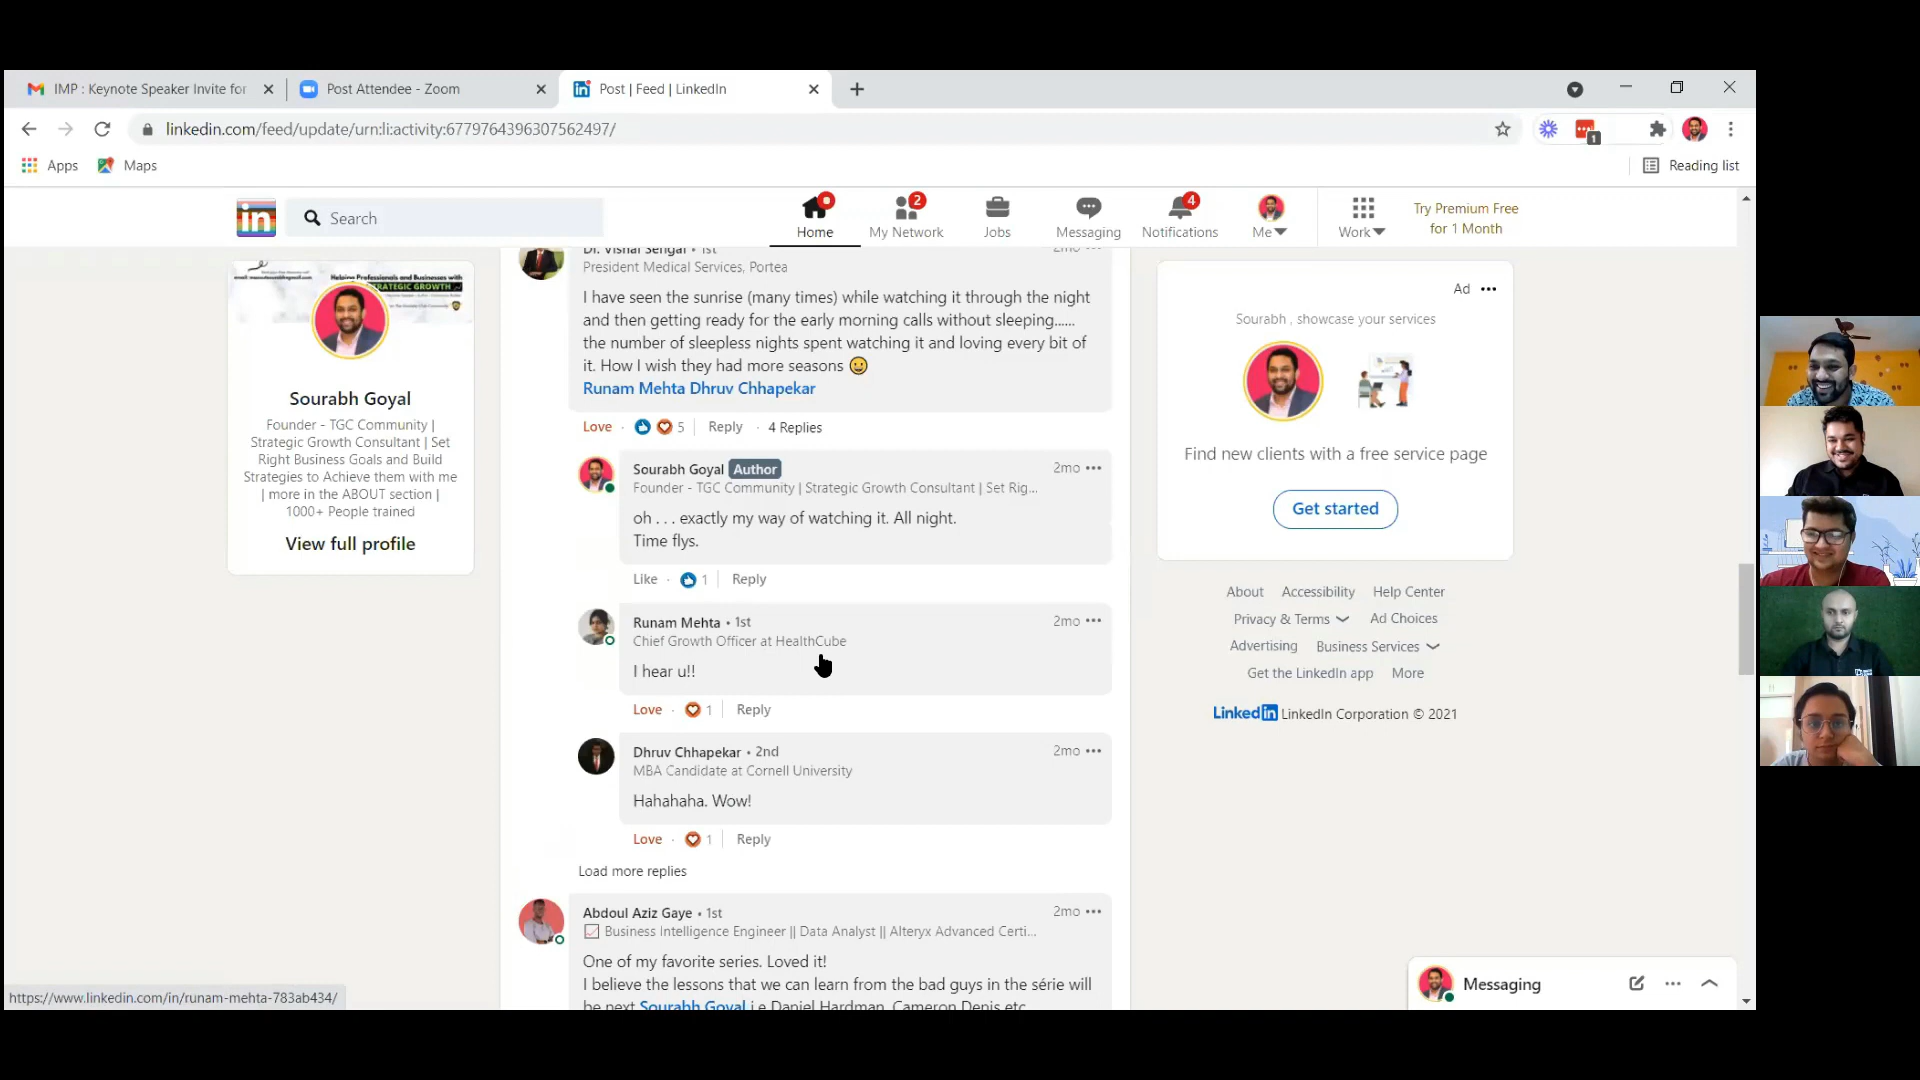 IMP : Keynote Speaker Invite for
Post Attendee - Zoom
Post | Feed | LinkedIn
linkedin.com/feed/update/urn:li:activity:6779764396307562497/
1
Apps
Maps
Reading list
in
Search
Home
2
My Network
Jobs
Messaging
4
Notifications
Me
Work
Try Premium Free
for 1 Month
Helping Professionals and Businesses with
STRATEGIC GROWTH
Sourabh Goyal
Founder - TGC Community |
Strategic Growth Consultant | Set
Right Business Goals and Build
Strategies to Achieve them with me
| more in the ABOUT section |
1000+ People trained
View full profile
Dr. Vishal Sehgal • 1st
2mo
President Medical Services, Portea
I have seen the sunrise (many times) while watching it through the night
and then getting ready for the early morning calls without sleeping......
the number of sleepless nights spent watching it and loving every bit of
it. How I wish they had more seasons 😀
Runam Mehta Dhruv Chhapekar
Love · 5 | Reply · 4 Replies
Sourabh Goyal Author
2mo
Founder - TGC Community | Strategic Growth Consultant | Set Rig...
oh . . . exactly my way of watching it. All night.
Time flys.
Like · 1 | Reply
Runam Mehta • 1st
2mo
Chief Growth Officer at HealthCube
I hear u!!
Love · 1 | Reply
Dhruv Chhapekar • 2nd
2mo
MBA Candidate at Cornell University
Hahahaha. Wow!
Love · 1 | Reply
Load more replies
Abdoul Aziz Gaye • 1st
2mo
Business Intelligence Engineer || Data Analyst || Alteryx Advanced Certi...
One of my favorite series. Loved it!
I believe the lessons that we can learn from the bad guys in the série will
be next Sourabh Goyal i.e Daniel Hardman, Cameron Denis etc
Ad
Sourabh , showcase your services
Find new clients with a free service page
Get started
About Accessibility Help Center
Privacy & Terms Ad Choices
Advertising Business Services
Get the LinkedIn app More
LinkedIn LinkedIn Corporation © 2021
Messaging
https://www.linkedin.com/in/runam-mehta-783ab434/